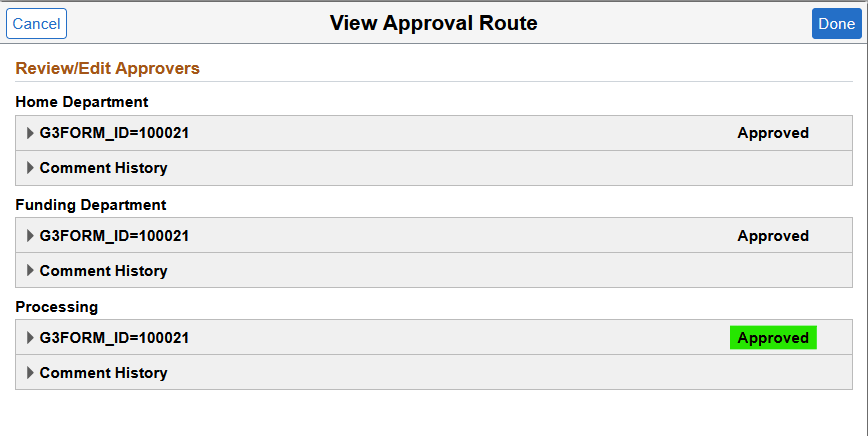 Cancel View Approval Route Done
Review/Edit Approvers
Home Department
G3FORM_ID=100021 Approved
Comment History
Funding Department
G3FORM_ID=100021 Approved
Comment History
Processing
G3FORM_ID=100021 Approved
Comment History